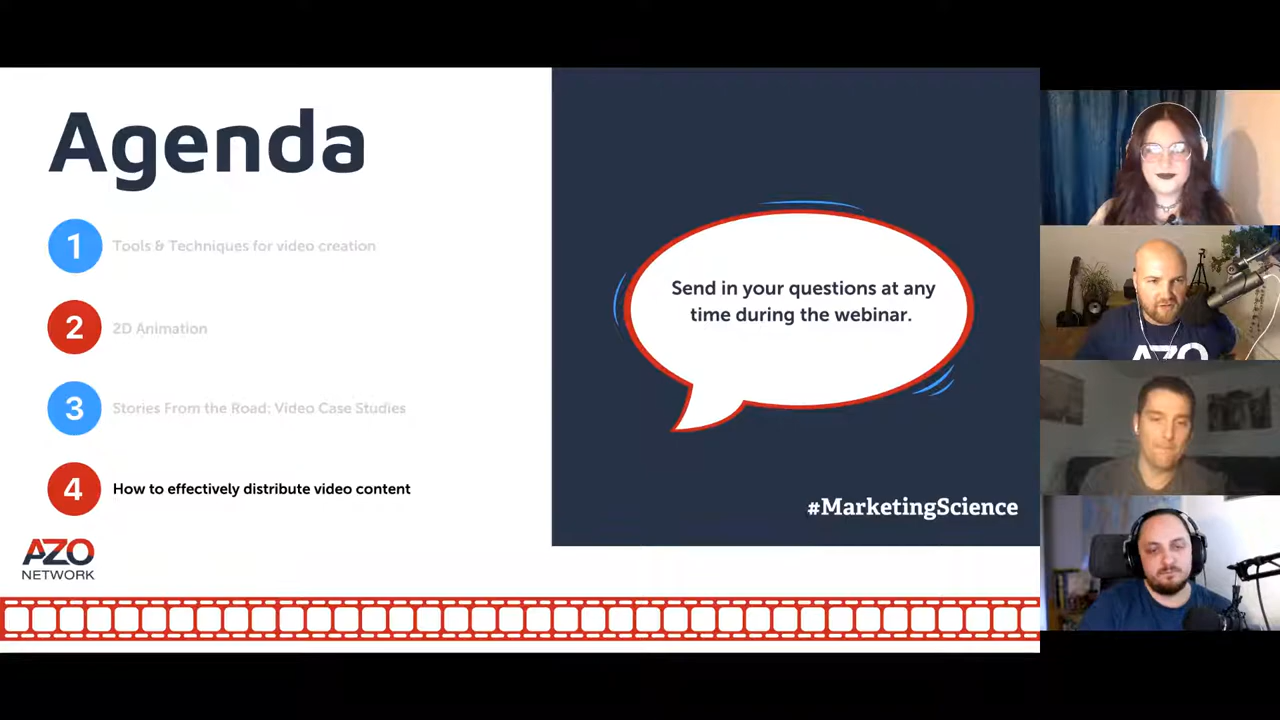 Agenda
1 Tools & Techniques for video creation
2 2D Animation
3 Stories From the Road: Video Case Studies
4 How to effectively distribute video content
AZO
NETWORK
Send in your questions at any
time during the webinar.
#MarketingScience
AZO